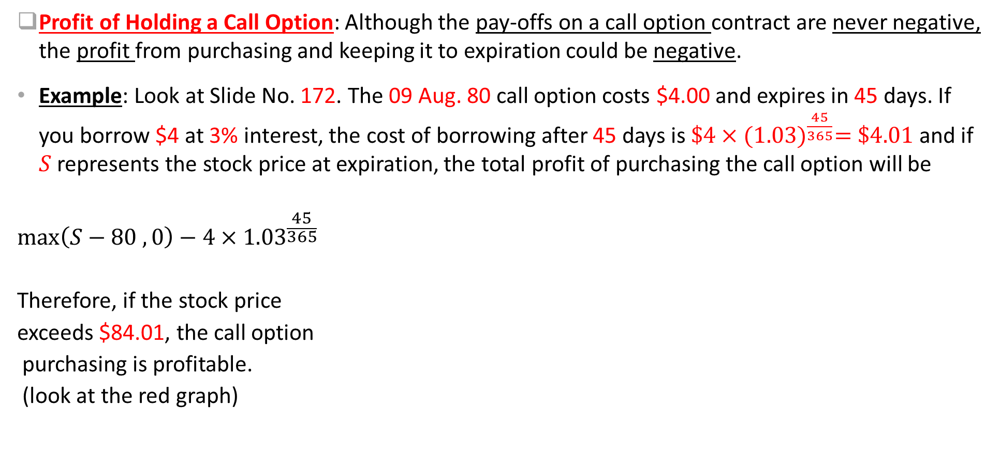 ❑Profit of Holding a Call Option: Although the pay-offs on a call option contract are never negative,
the profit from purchasing and keeping it to expiration could be negative.
• Example: Look at Slide No. 172. The 09 Aug. 80 call option costs $4.00 and expires in 45 days. If
you borrow $4 at 3% interest, the cost of borrowing after 45 days is $4 × (1.03)^(45/365) = $4.01 and if
S represents the stock price at expiration, the total profit of purchasing the call option will be
max(S − 80 , 0) − 4 × 1.03^(45/365)
Therefore, if the stock price
exceeds $84.01, the call option
purchasing is profitable.
(look at the red graph)